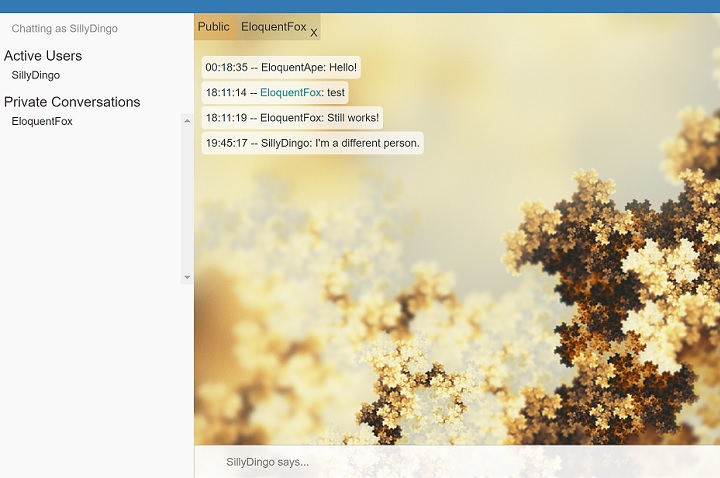 Chatting as SillyDingo
Active Users
SillyDingo
Private Conversations
EloquentFox
Public EloquentFox X
00:18:35 -- EloquentApe: Hello!
18:11:14 -- EloquentFox: test
18:11:19 -- EloquentFox: Still works!
19:45:17 -- SillyDingo: I'm a different person.
SillyDingo says...